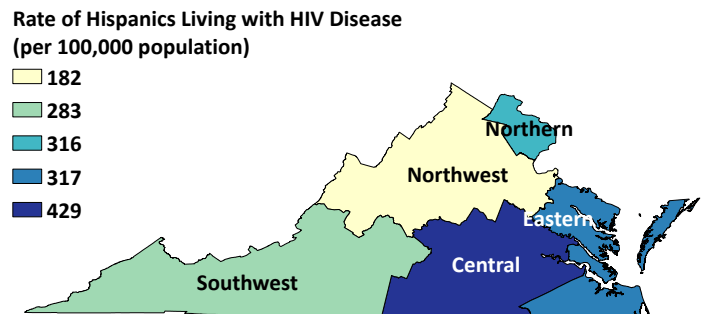 Rate of Hispanics Living with HIV Disease
(per 100,000 population)
182
283
316
317
429
Northern
Northwest
Eastern
Central
Southwest